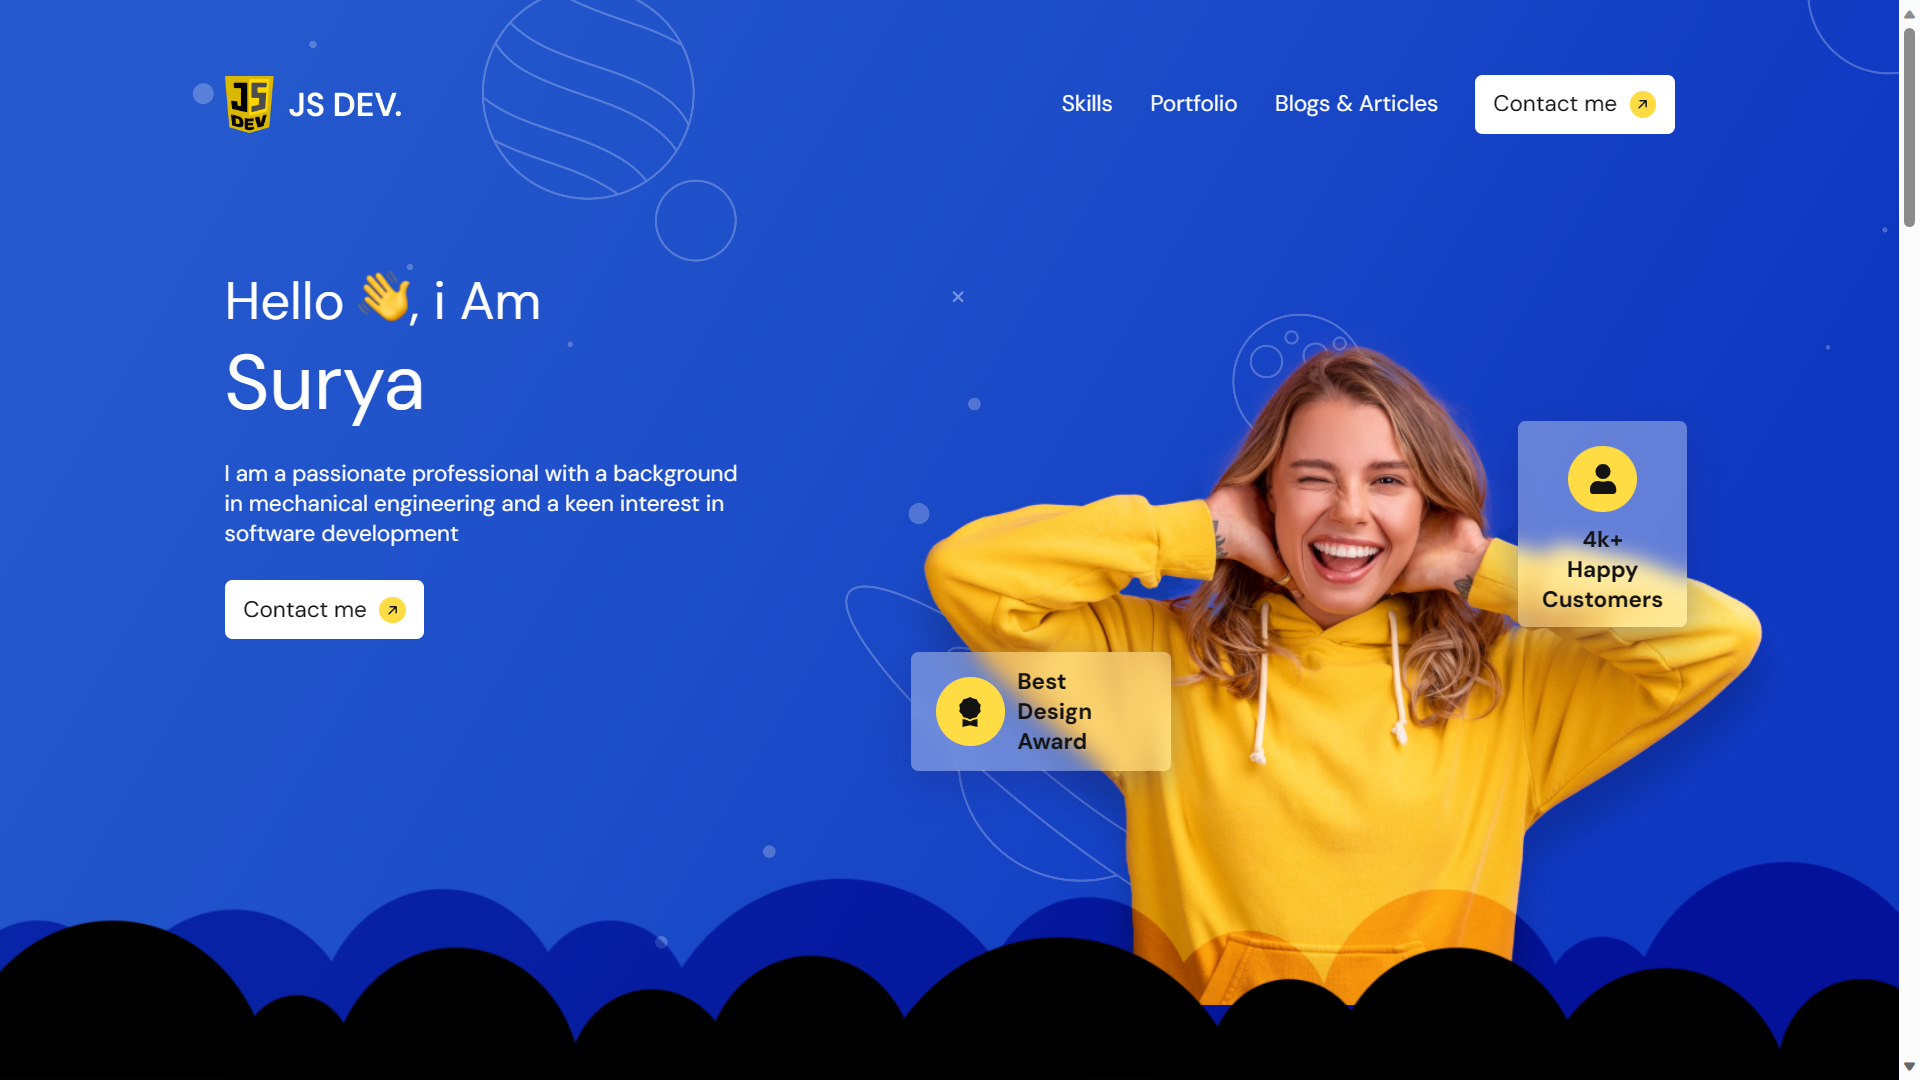 JS
DEV
JS DEV.
Skills
Portfolio
Blogs & Articles
Contact me
Hello 👋, i Am
Surya
I am a passionate professional with a background
in mechanical engineering and a keen interest in
software development
Contact me
4k+
Happy
Customers
Best
Design
Award